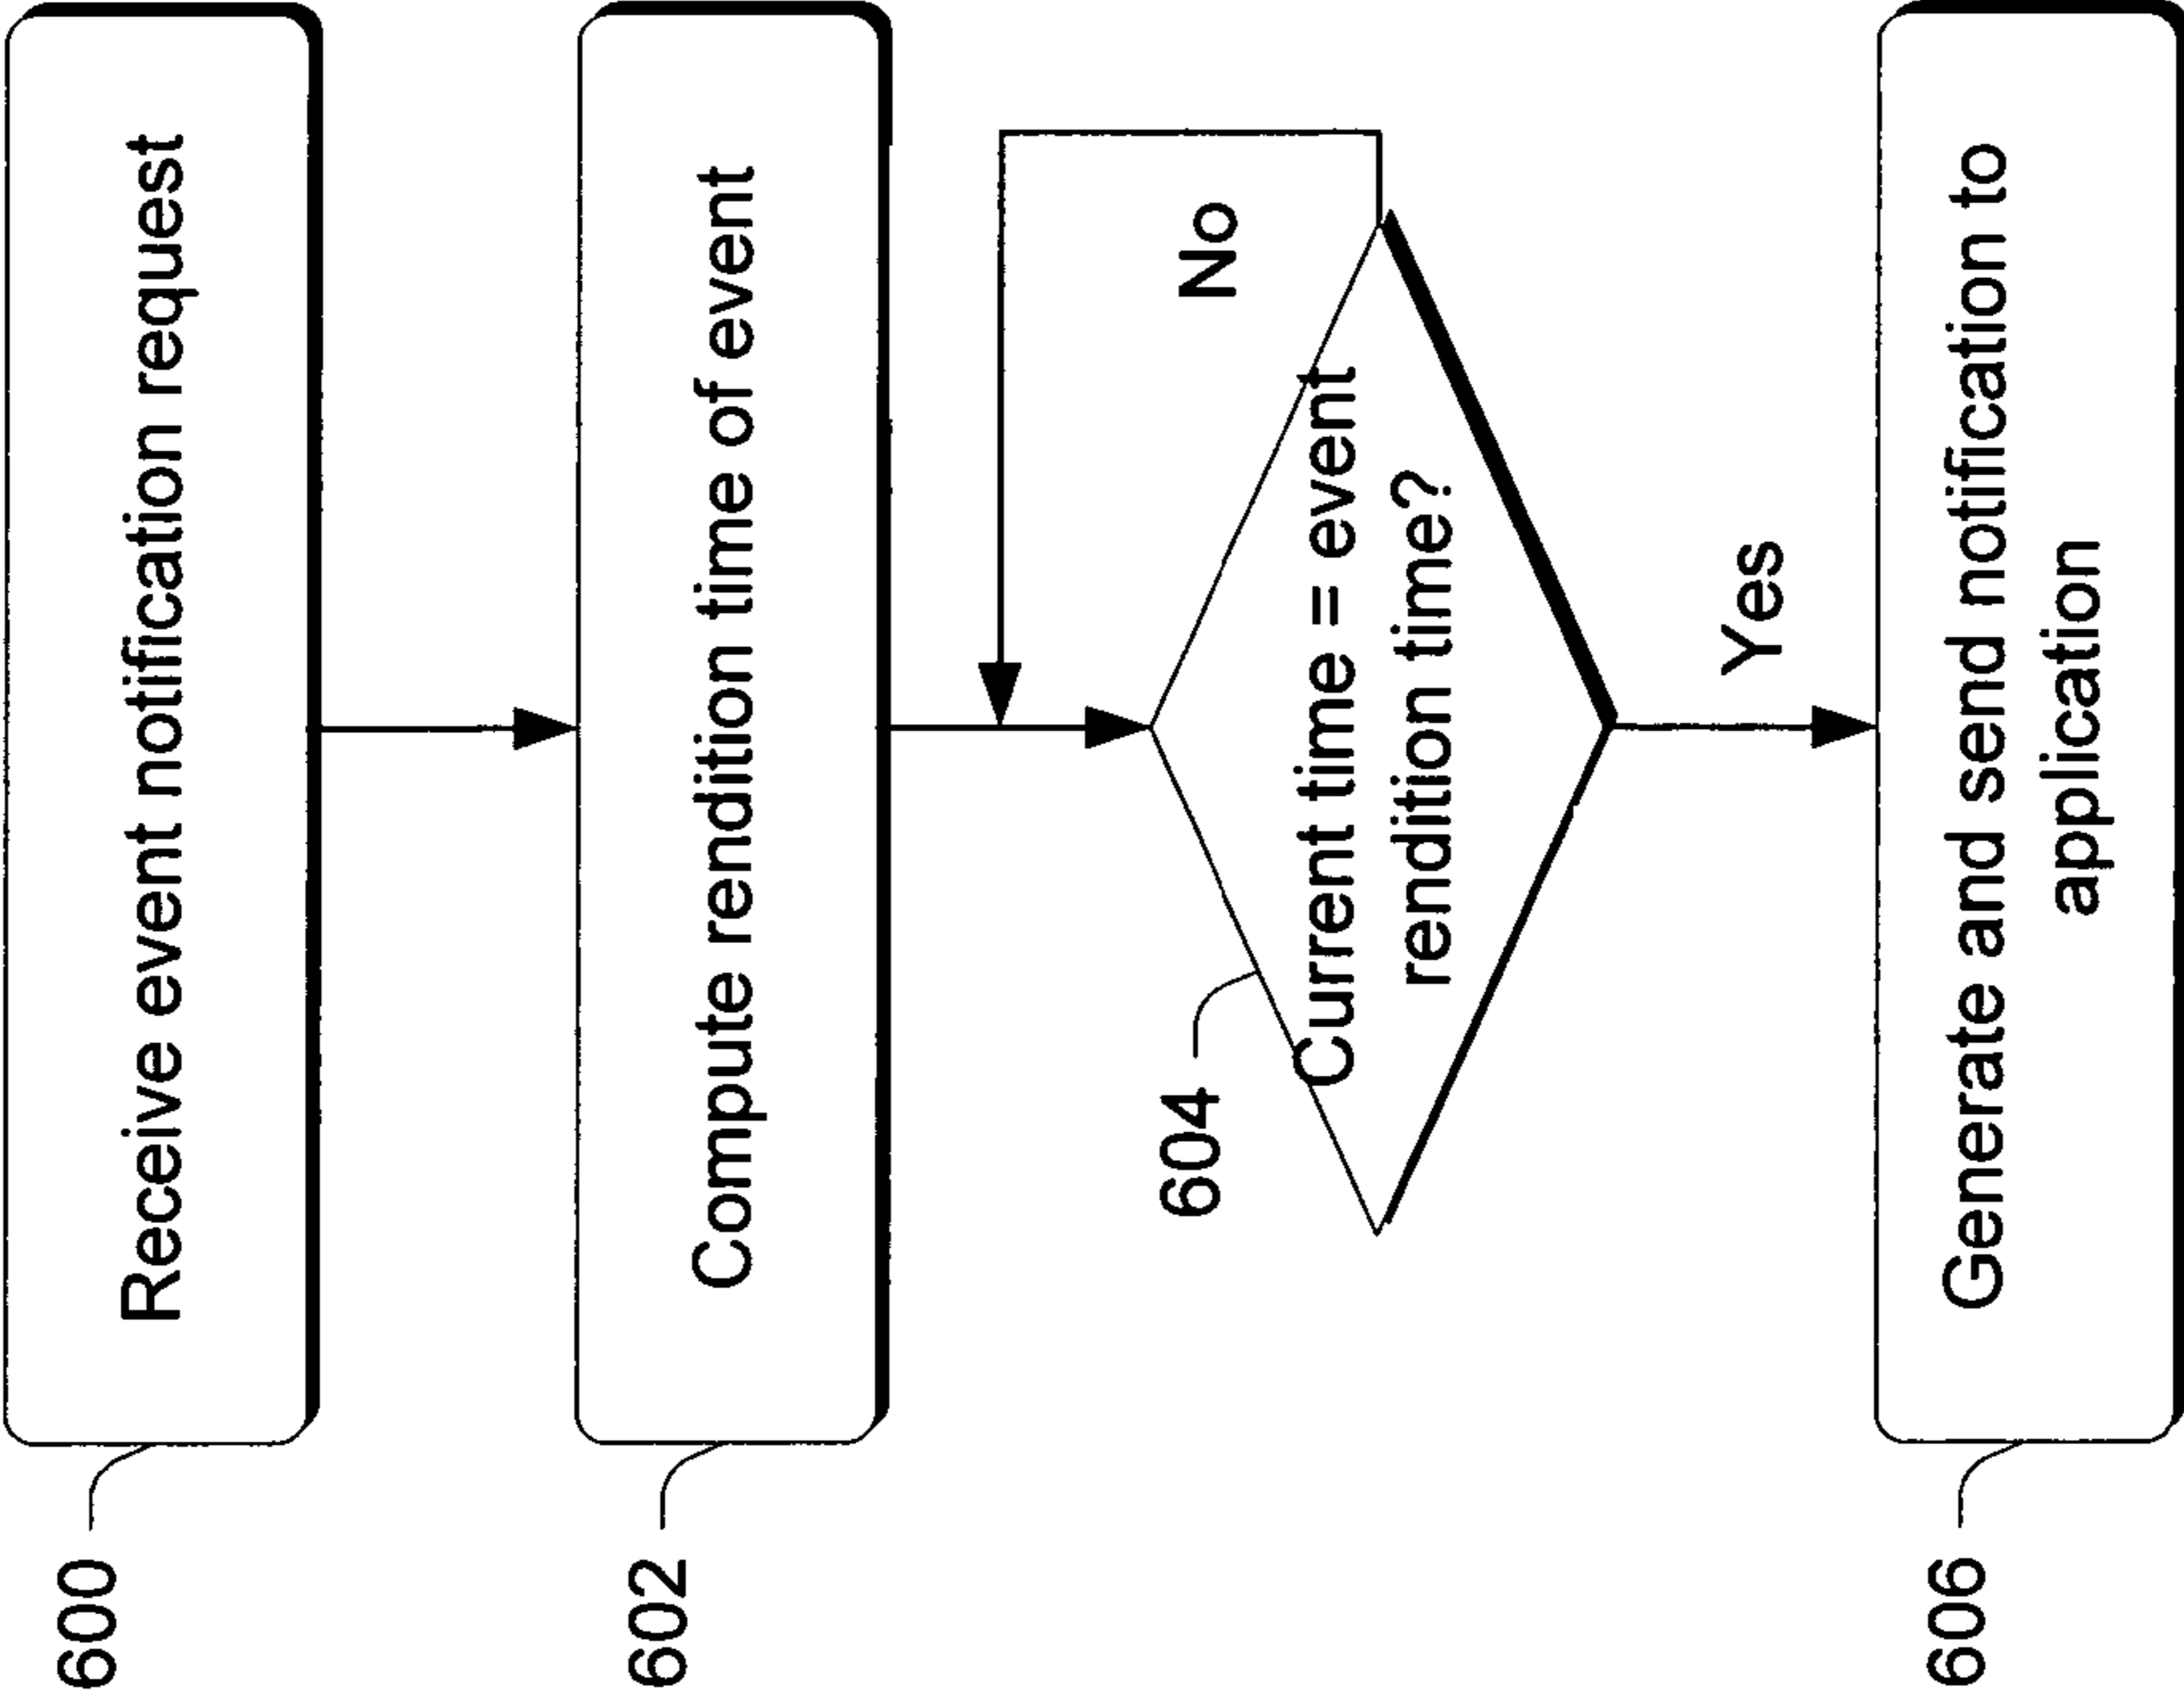 600
Receive event notification request
602
Compute rendition time of event
604
Current time = event
rendition time?
No
Yes
606
Generate and send notification to
application